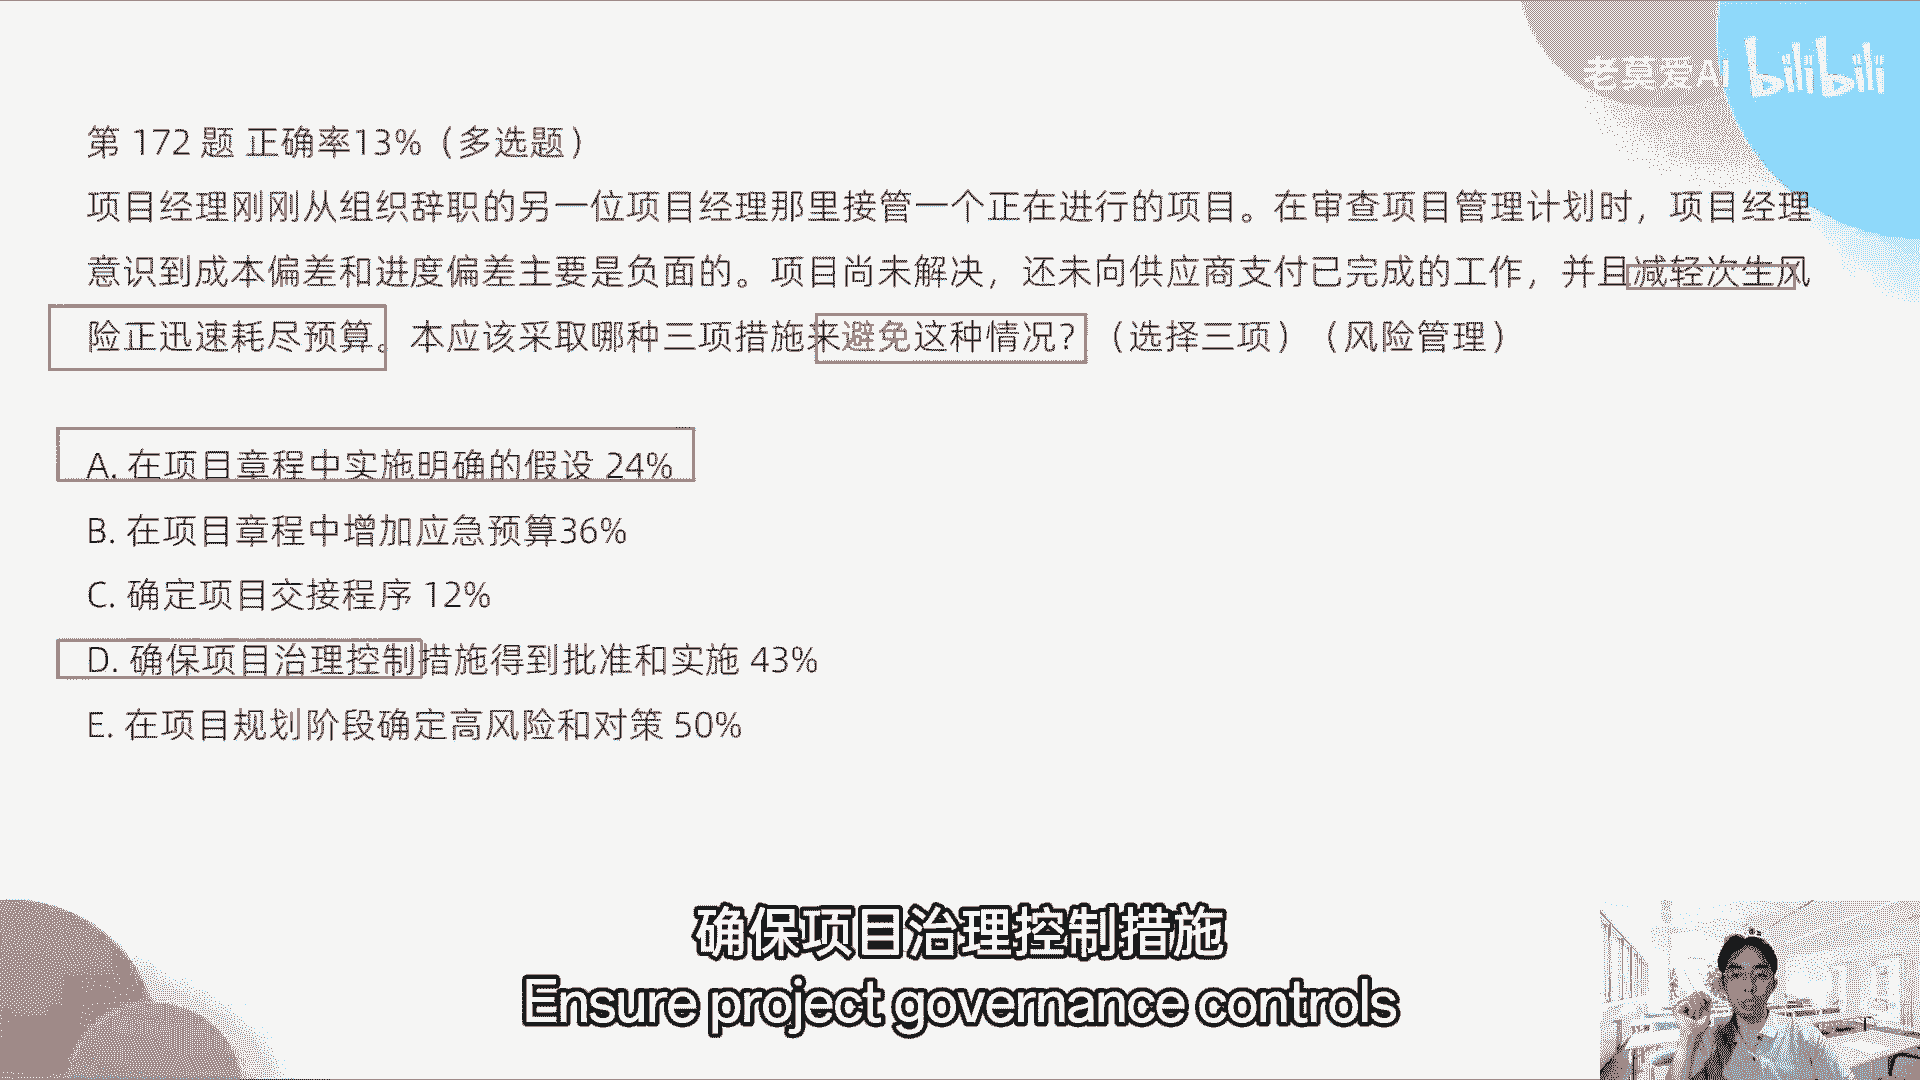 老莫爱AI bilibili
第 172 题 正确率13%（多选题）
项目经理刚刚从组织辞职的另一位项目经理那里接管一个正在进行的项目。在审查项目管理计划时，项目经理
意识到成本偏差和进度偏差主要是负面的。项目尚未解决，还未向供应商支付已完成的工作，并且减轻次生风
险正迅速耗尽预算。本应该采取哪种三项措施来避免这种情况？（选择三项）（风险管理）
A. 在项目章程中实施明确的假设 24%
B. 在项目章程中增加应急预算36%
C. 确定项目交接程序 12%
D. 确保项目治理控制措施得到批准和实施 43%
E. 在项目规划阶段确定高风险和对策 50%
确保项目治理控制措施
Ensure project governance controls